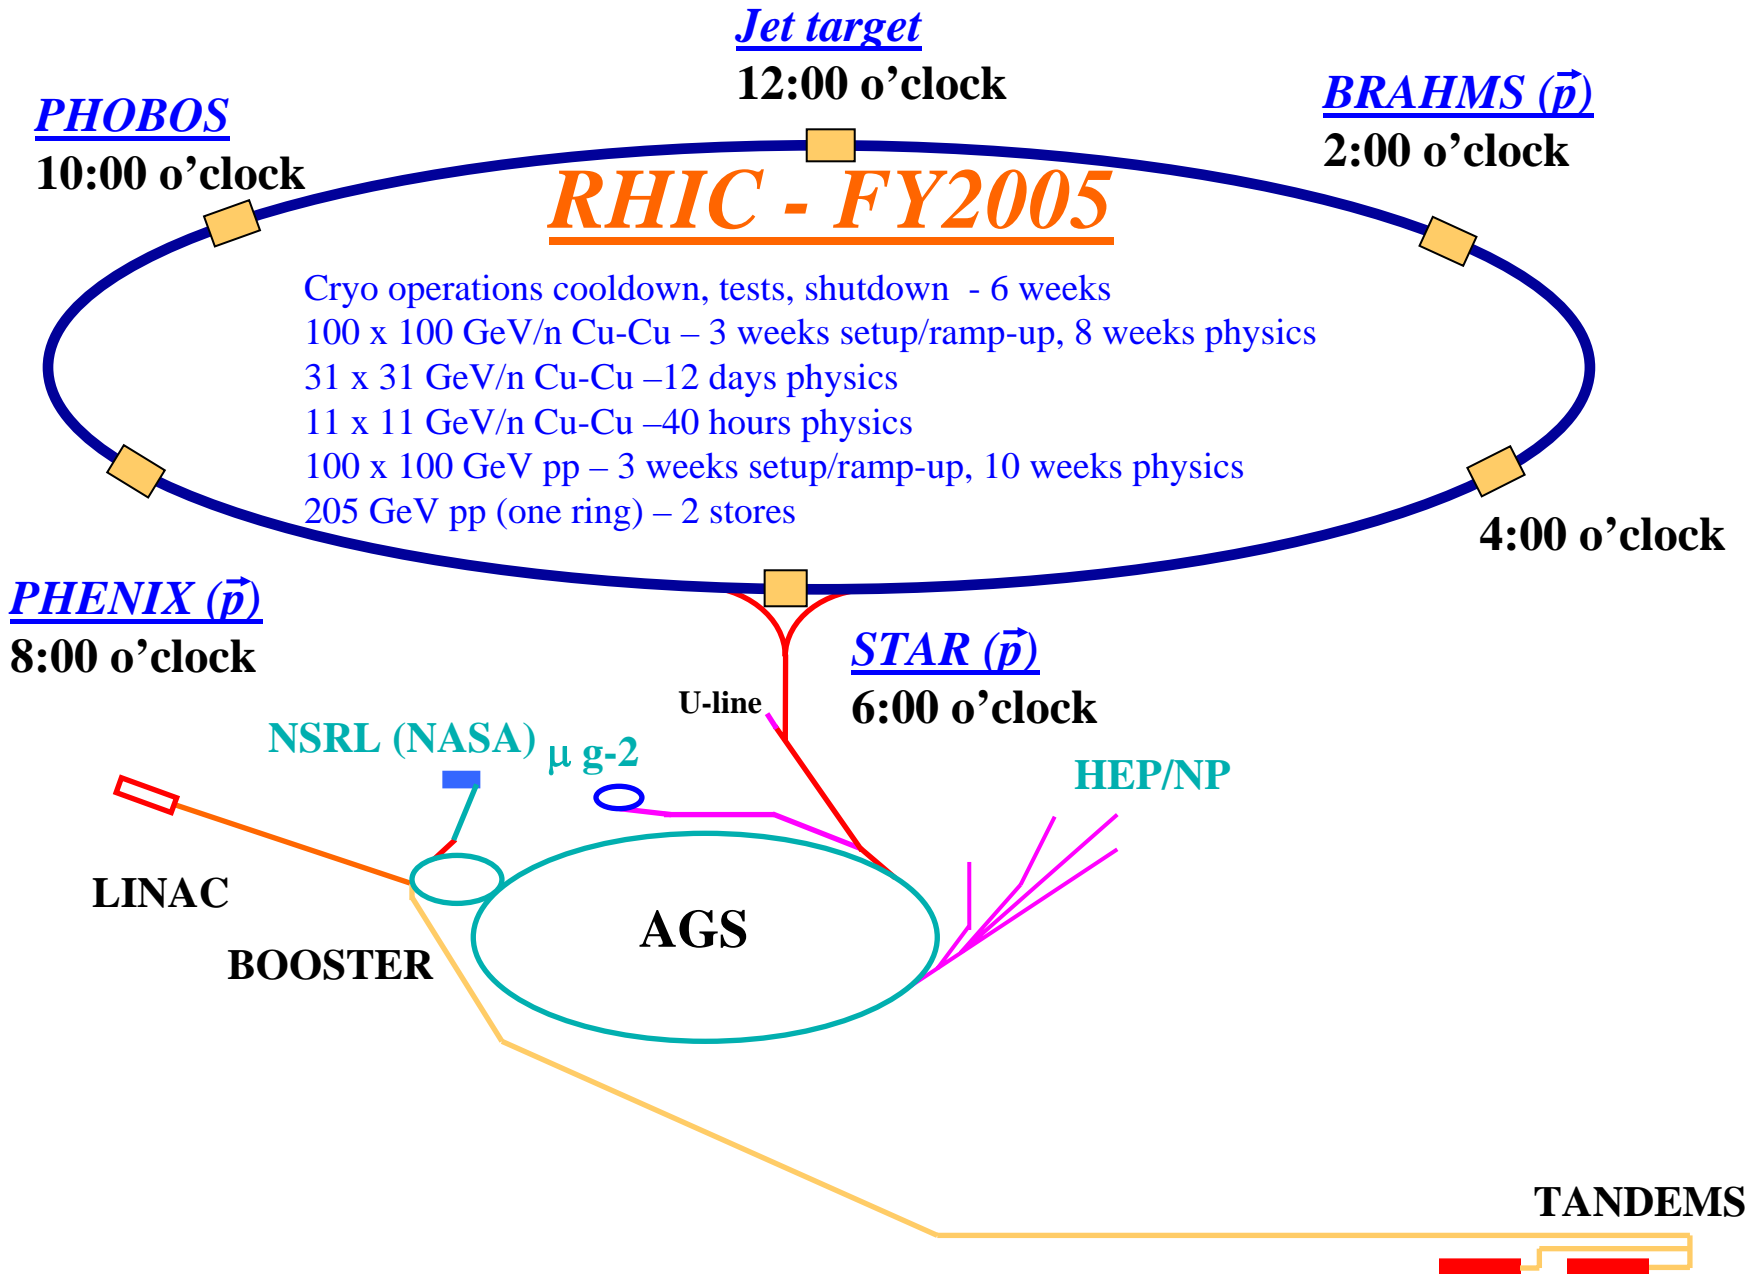 Jet target
12:00 o’clock
BRAHMS (p⃗)
2:00 o’clock
PHOBOS
10:00 o’clock
RHIC - FY2005
Cryo operations cooldown, tests, shutdown - 6 weeks
100 x 100 GeV/n Cu-Cu – 3 weeks setup/ramp-up, 8 weeks physics
31 x 31 GeV/n Cu-Cu –12 days physics
11 x 11 GeV/n Cu-Cu –40 hours physics
100 x 100 GeV pp – 3 weeks setup/ramp-up, 10 weeks physics
205 GeV pp (one ring) – 2 stores
4:00 o’clock
PHENIX (p⃗)
8:00 o’clock
STAR (p⃗)
6:00 o’clock
U-line
NSRL (NASA)
μ g-2
HEP/NP
LINAC
BOOSTER
AGS
TANDEMS